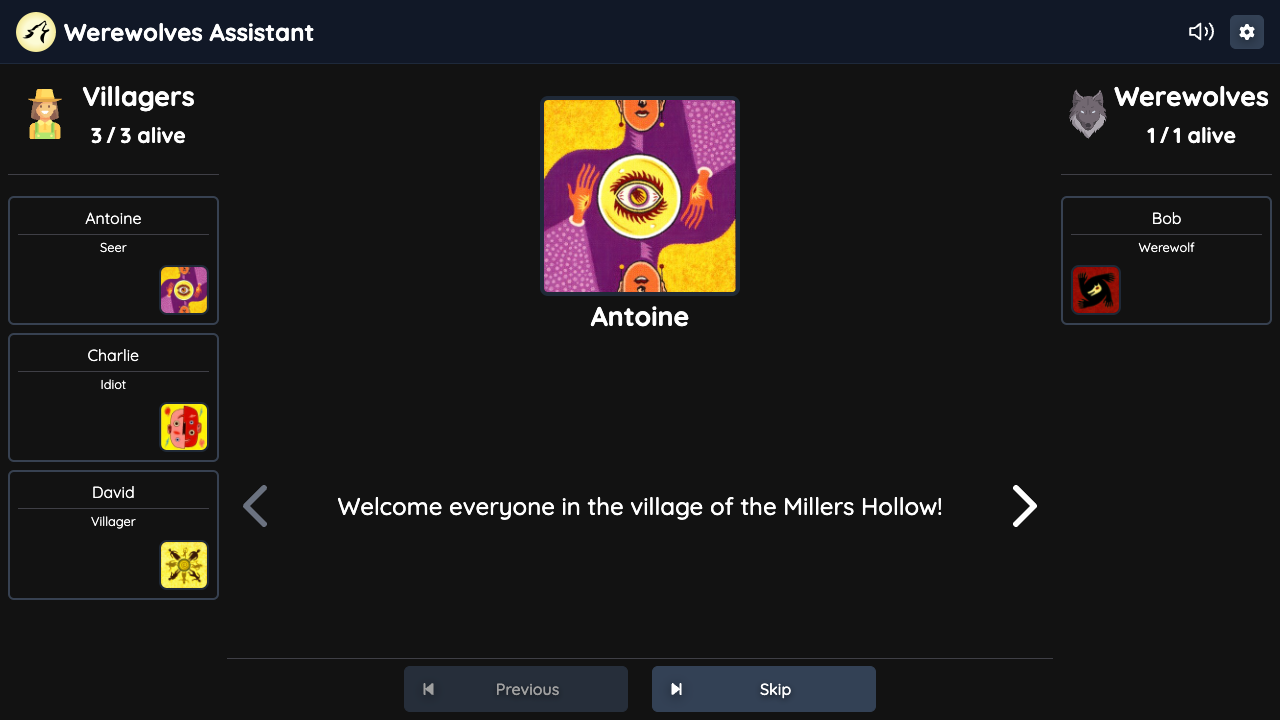 Werewolves Assistant
Villagers
3 / 3 alive
Antoine
Seer
Charlie
Idiot
David
Villager
Antoine
Welcome everyone in the village of the Millers Hollow!
Previous
Skip
Werewolves
1 / 1 alive
Bob
Werewolf